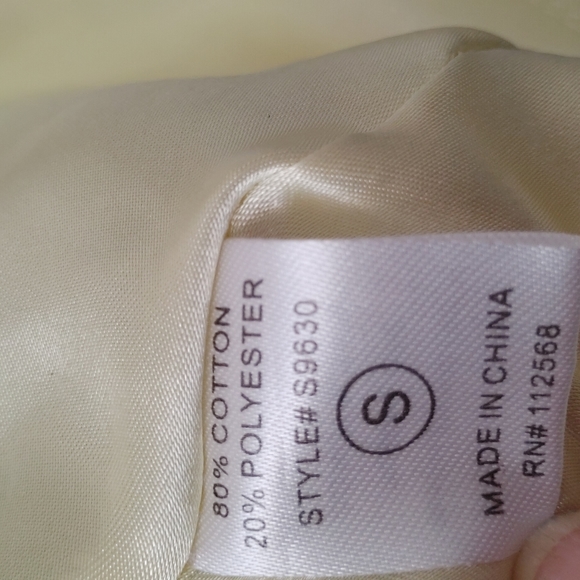 80% COTTON
20% POLYESTER
STYLE# S9630
S
MADE IN CHINA
RN# 112568